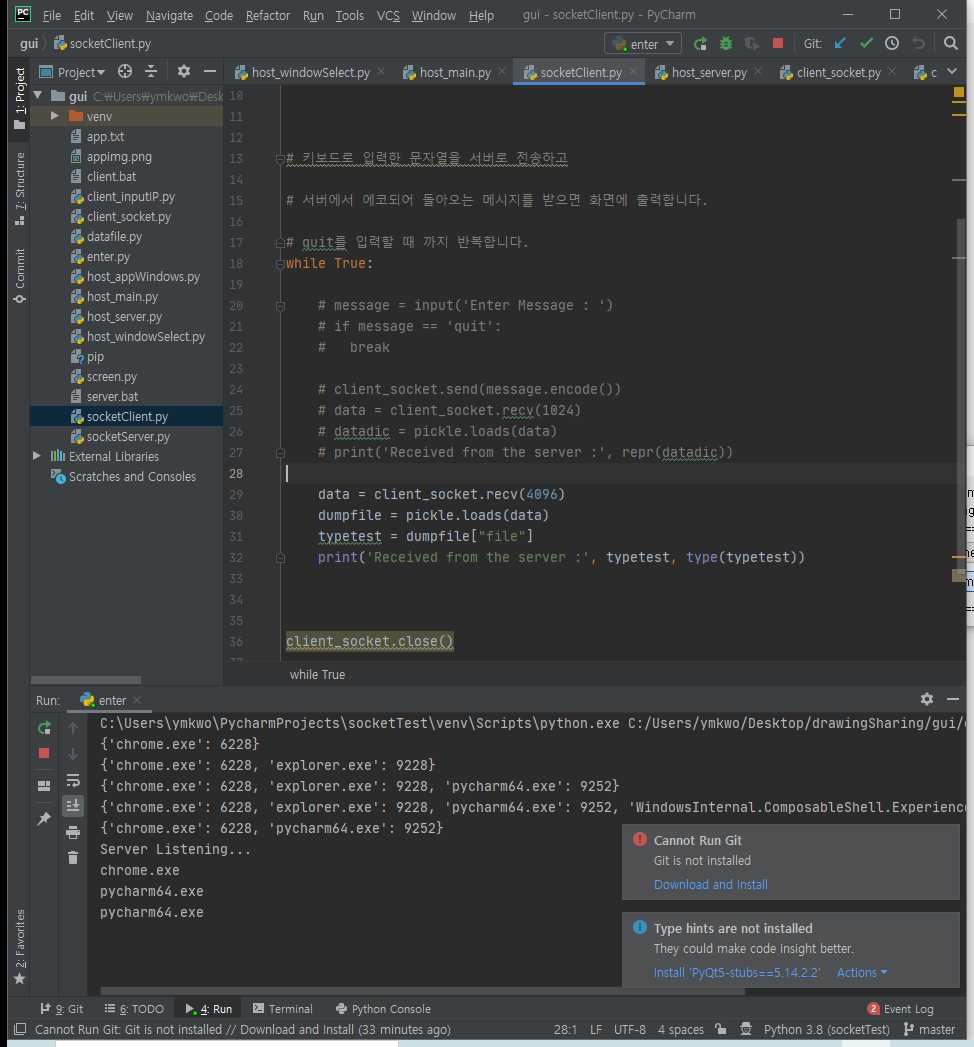 File Edit View Navigate Code Refactor Run Tools VCS Window Help gui - socketClient.py - PyCharm
gui socketClient.py enter Git:
Project host_windowSelect.py host_main.py socketClient.py host_server.py client_socket.py c
1: Project
7: Structure
Commit
2: Favorites
gui C:₩Users₩ymkwo₩Desk
venv
app.txt
appimg.png
client.bat
client_inputIP.py
client_socket.py
datafile.py
enter.py
host_appWindows.py
host_main.py
host_server.py
host_windowSelect.py
pip
screen.py
server.bat
socketClient.py
socketServer.py
External Libraries
Scratches and Consoles
10
11
12
13 # 키보드로 입력한 문자열을 서버로 전송하고
14
15 # 서버에서 에코되어 돌아오는 메시지를 받으면 화면에 출력합니다.
16
17 # quit를 입력할 때 까지 반복합니다.
18 while True:
19
20 # message = input('Enter Message : ')
21 # if message == 'quit':
22 #   break
23
24 # client_socket.send(message.encode())
25 # data = client_socket.recv(1024)
26 # datadic = pickle.loads(data)
27 # print('Received from the server :', repr(datadic))
28
29 data = client_socket.recv(4096)
30 dumpfile = pickle.loads(data)
31 typetest = dumpfile["file"]
32 print('Received from the server :', typetest, type(typetest))
33
34
35
36 client_socket.close()
while True
Run: enter
C:\Users\ymkwo\PycharmProjects\socketTest\venv\Scripts\python.exe C:/Users/ymkwo/Desktop/drawingSharing/gui/
{'chrome.exe': 6228}
{'chrome.exe': 6228, 'explorer.exe': 9228}
{'chrome.exe': 6228, 'explorer.exe': 9228, 'pycharm64.exe': 9252}
{'chrome.exe': 6228, 'explorer.exe': 9228, 'pycharm64.exe': 9252, 'WindowsInternal.ComposableShell.Experience
{'chrome.exe': 6228, 'pycharm64.exe': 9252}
Server Listening...
chrome.exe
pycharm64.exe
pycharm64.exe
Cannot Run Git
Git is not installed
Download and Install
Type hints are not installed
They could make code insight better.
Install 'PyQt5-stubs==5.14.2.2' Actions
9: Git 6: TODO 4: Run Terminal Python Console 2 Event Log
Cannot Run Git: Git is not installed // Download and Install (33 minutes ago) 28:1 LF UTF-8 4 spaces Python 3.8 (socketTest) master